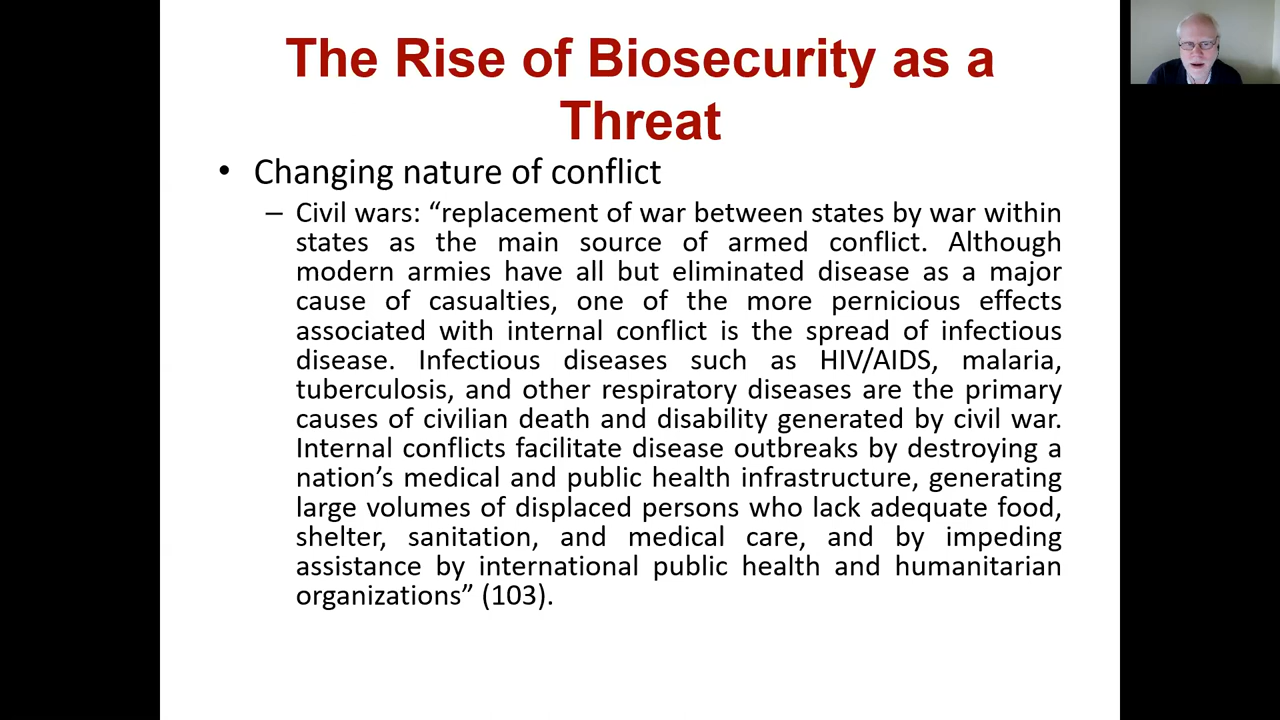 The Rise of Biosecurity as a
Threat
• Changing nature of conflict
– Civil wars: “replacement of war between states by war within
states as the main source of armed conflict. Although
modern armies have all but eliminated disease as a major
cause of casualties, one of the more pernicious effects
associated with internal conflict is the spread of infectious
disease. Infectious diseases such as HIV/AIDS, malaria,
tuberculosis, and other respiratory diseases are the primary
causes of civilian death and disability generated by civil war.
Internal conflicts facilitate disease outbreaks by destroying a
nation’s medical and public health infrastructure, generating
large volumes of displaced persons who lack adequate food,
shelter, sanitation, and medical care, and by impeding
assistance by international public health and humanitarian
organizations” (103).